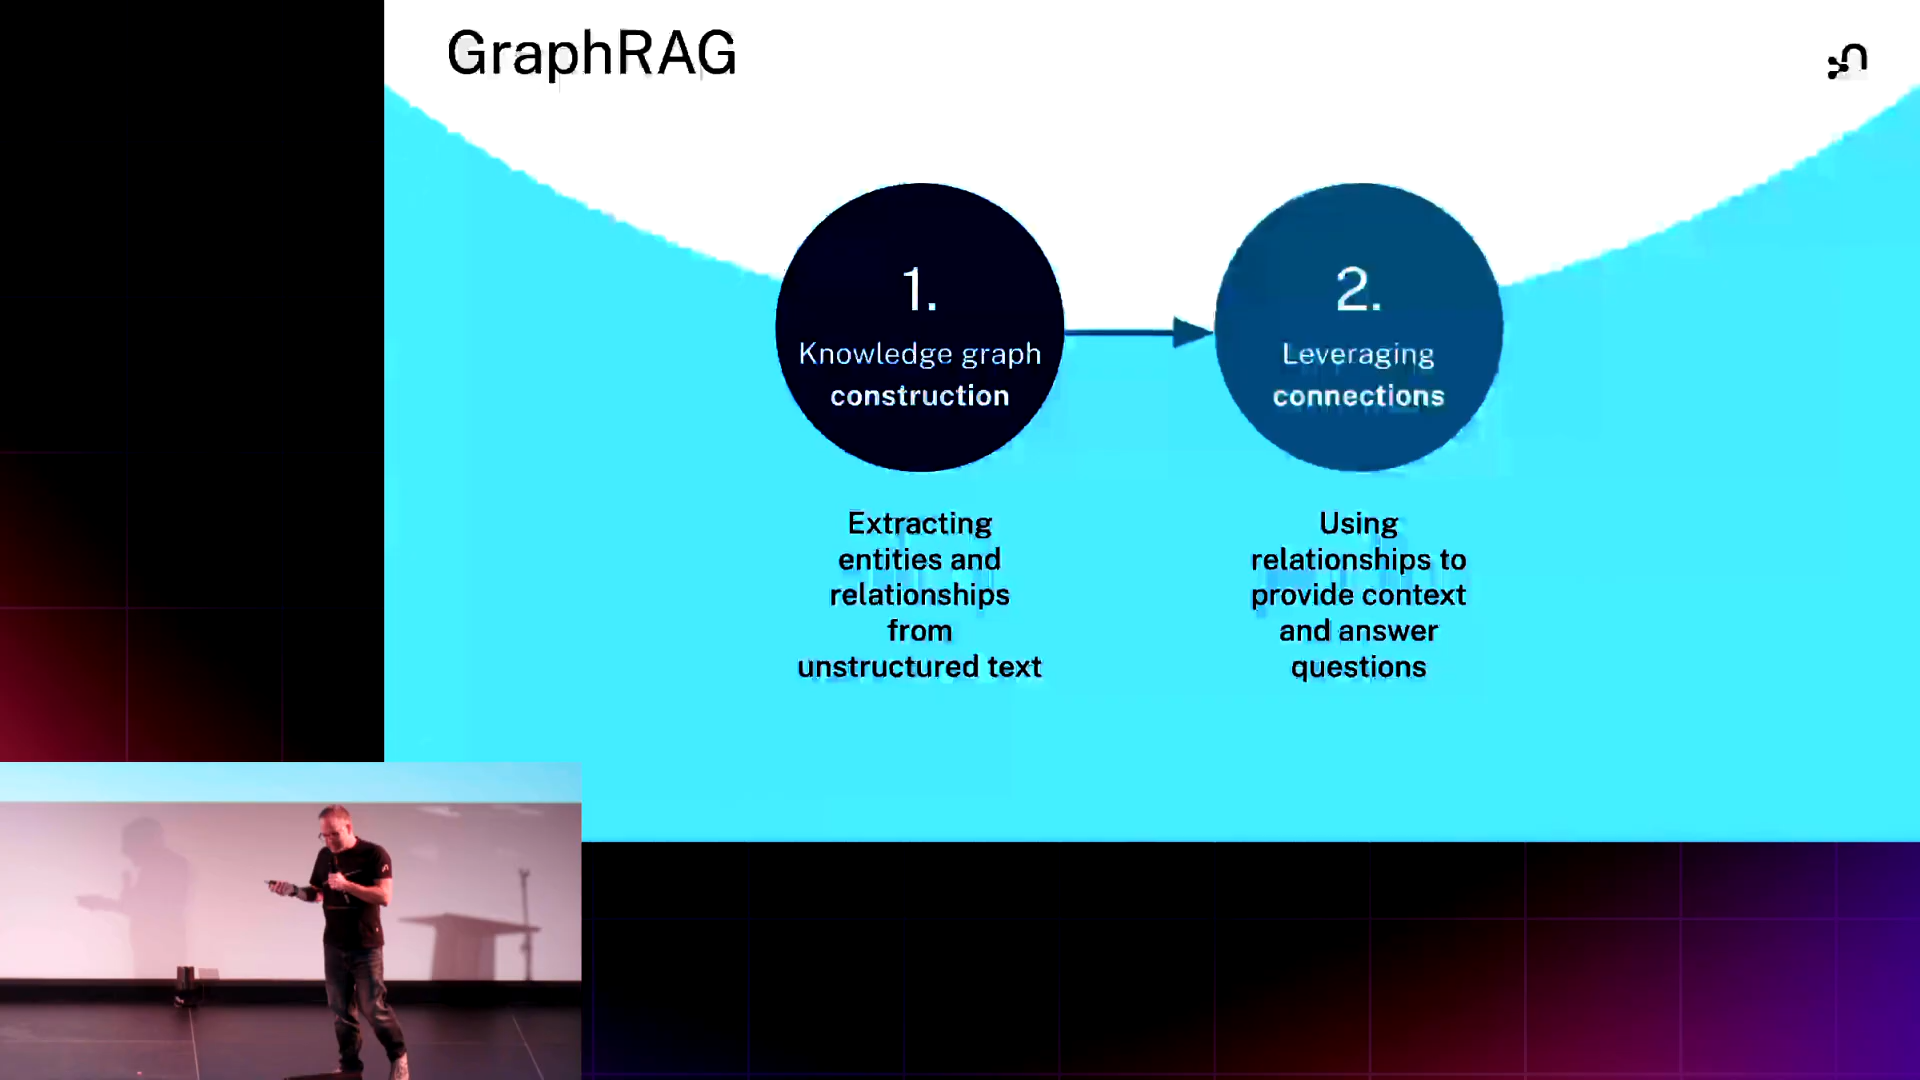 GraphRAG
1.
Knowledge graph
construction
Extracting
entities and
relationships
from
unstructured text
2.
Leveraging
connections
Using
relationships to
provide context
and answer
questions